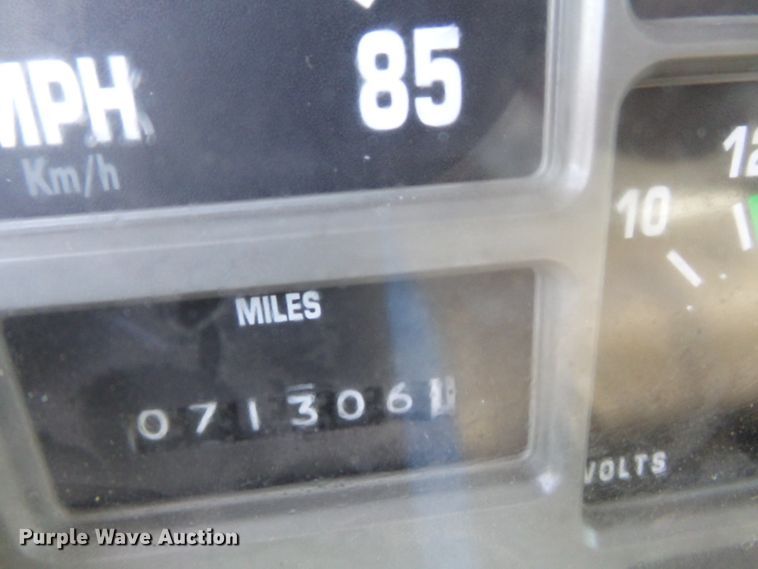 MPH
85
Km/h
10
12
MILES
071306
VOLTS
Purple Wave Auction